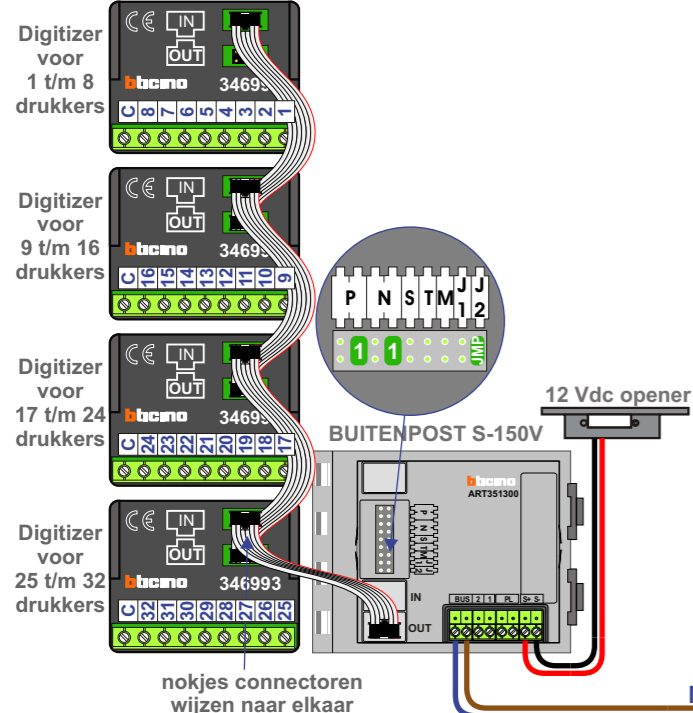 Digitizer
voor
1 t/m 8
drukkers
IN
OUT
bticino
34699
C 8 7 6 5 4 3 2 1
Digitizer
voor
9 t/m 16
drukkers
IN
OUT
bticino
34699
C 16 15 14 13 12 11 10 9
Digitizer
voor
17 t/m 24
drukkers
IN
OUT
bticino
34699
C 24 23 22 21 20 19 18 17
Digitizer
voor
25 t/m 32
drukkers
IN
OUT
bticino
346993
C 32 31 30 29 28 27 26 25
nokjes connectoren
wijzen naar elkaar
P N S T M J1 J2
1 1 JMP
BUITENPOST S-150V
12 Vdc opener
bticino
ART351300
P N S T M J1 J2
IN
OUT
BUS 2 1 PL S+ S-